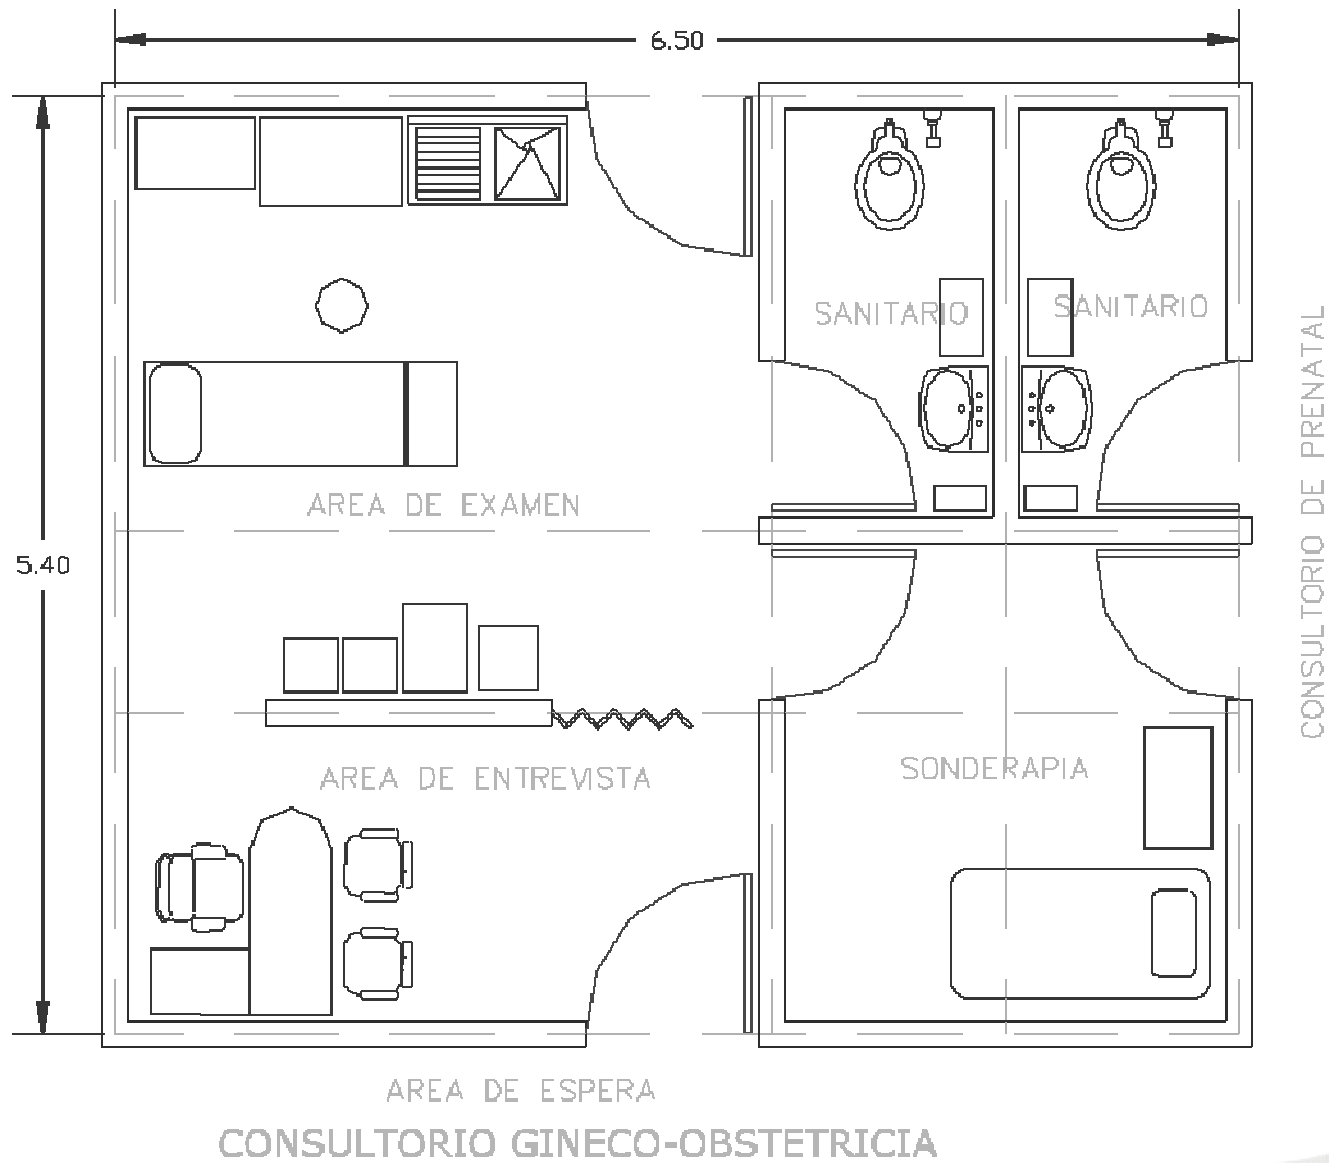 6.50
SANITARIO
SANITARIO
CONSULTORIO DE PRENATAL
AREA DE EXAMEN
5.40
AREA DE ENTREVISTA
SONDERAPIA
AREA DE ESPERA
CONSULTORIO GINECO-OBSTETRICIA